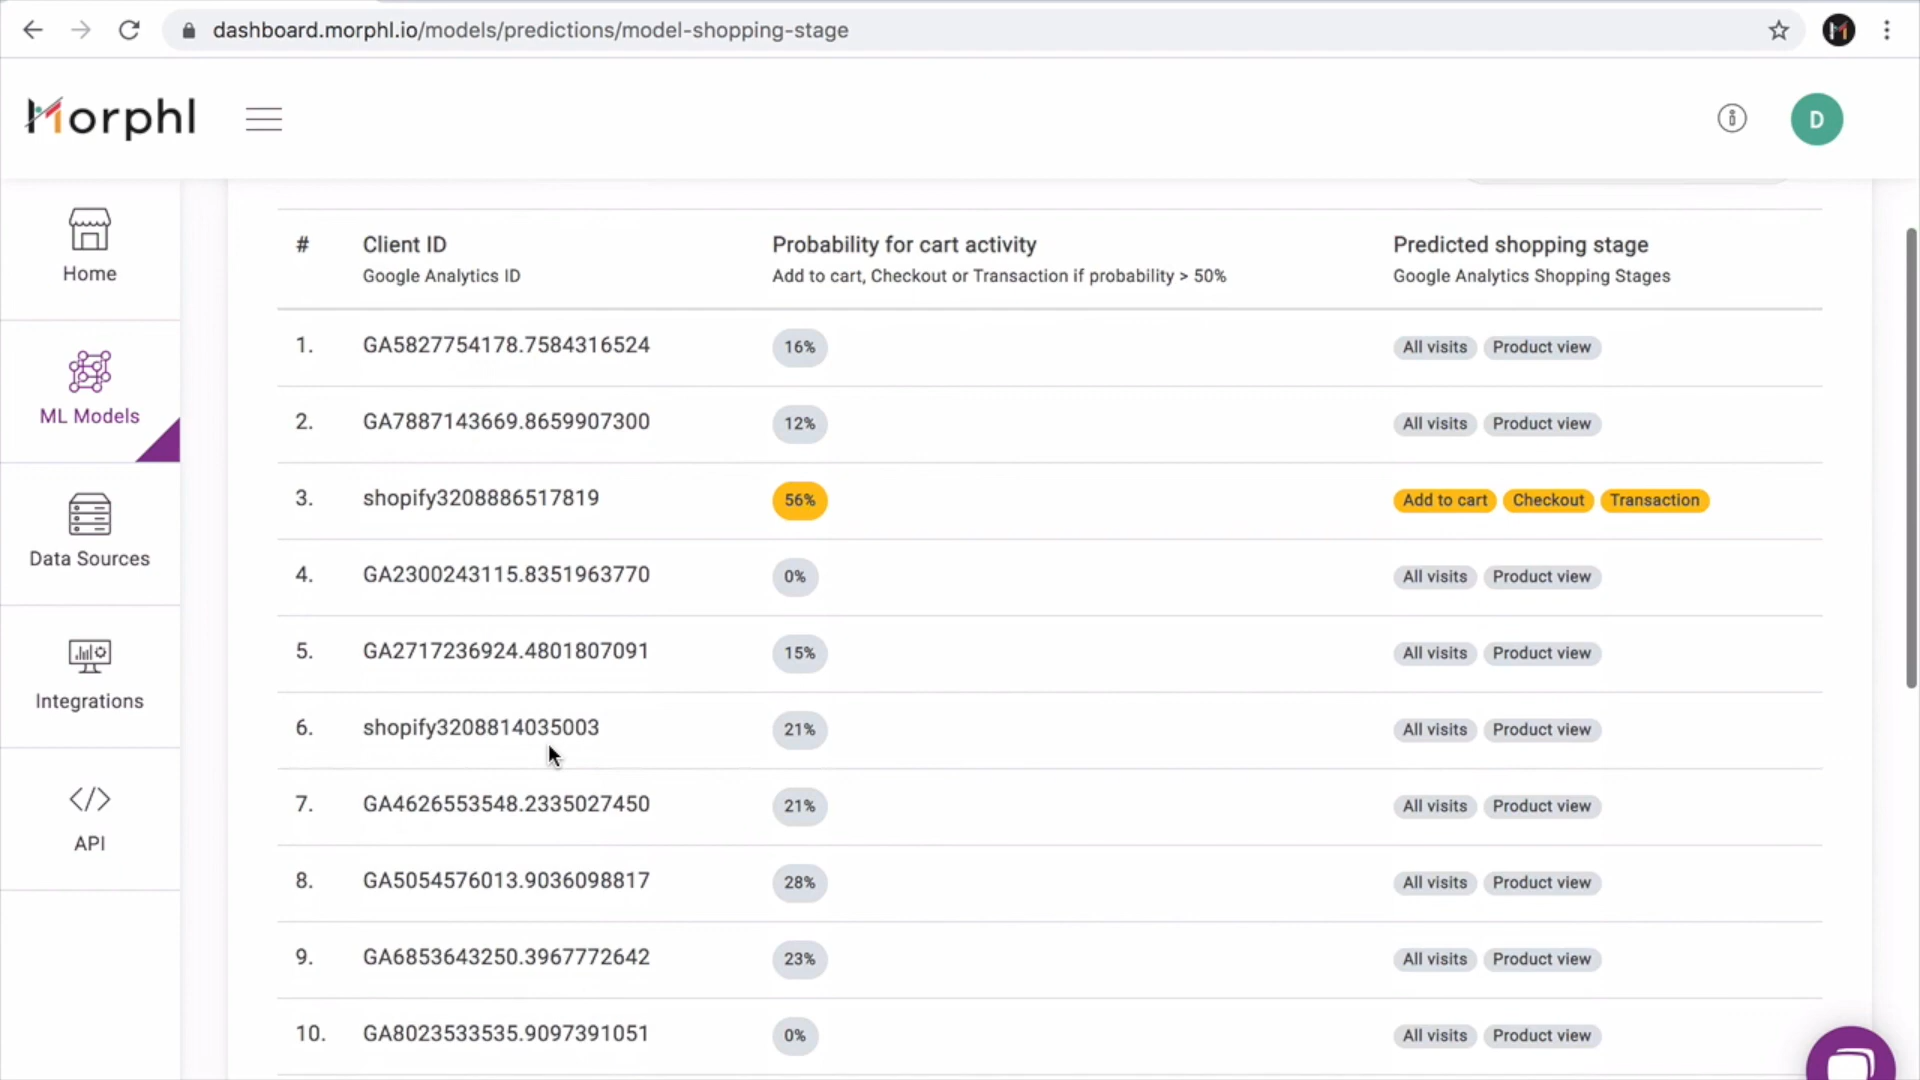 dashboard.morphl.io/models/predictions/model-shopping-stage
Morphl
D
Home
ML Models
Data Sources
Integrations
API
# Client ID Probability for cart activity Predicted shopping stage
Google Analytics ID Add to cart, Checkout or Transaction if probability > 50% Google Analytics Shopping Stages
1. GA5827754178.7584316524 16% All visits Product view
2. GA7887143669.8659907300 12% All visits Product view
3. shopify3208886517819 56% Add to cart Checkout Transaction
4. GA2300243115.8351963770 0% All visits Product view
5. GA2717236924.4801807091 15% All visits Product view
6. shopify3208814035003 21% All visits Product view
7. GA4626553548.2335027450 21% All visits Product view
8. GA5054576013.9036098817 28% All visits Product view
9. GA6853643250.3967772642 23% All visits Product view
10. GA8023533535.9097391051 0% All visits Product view